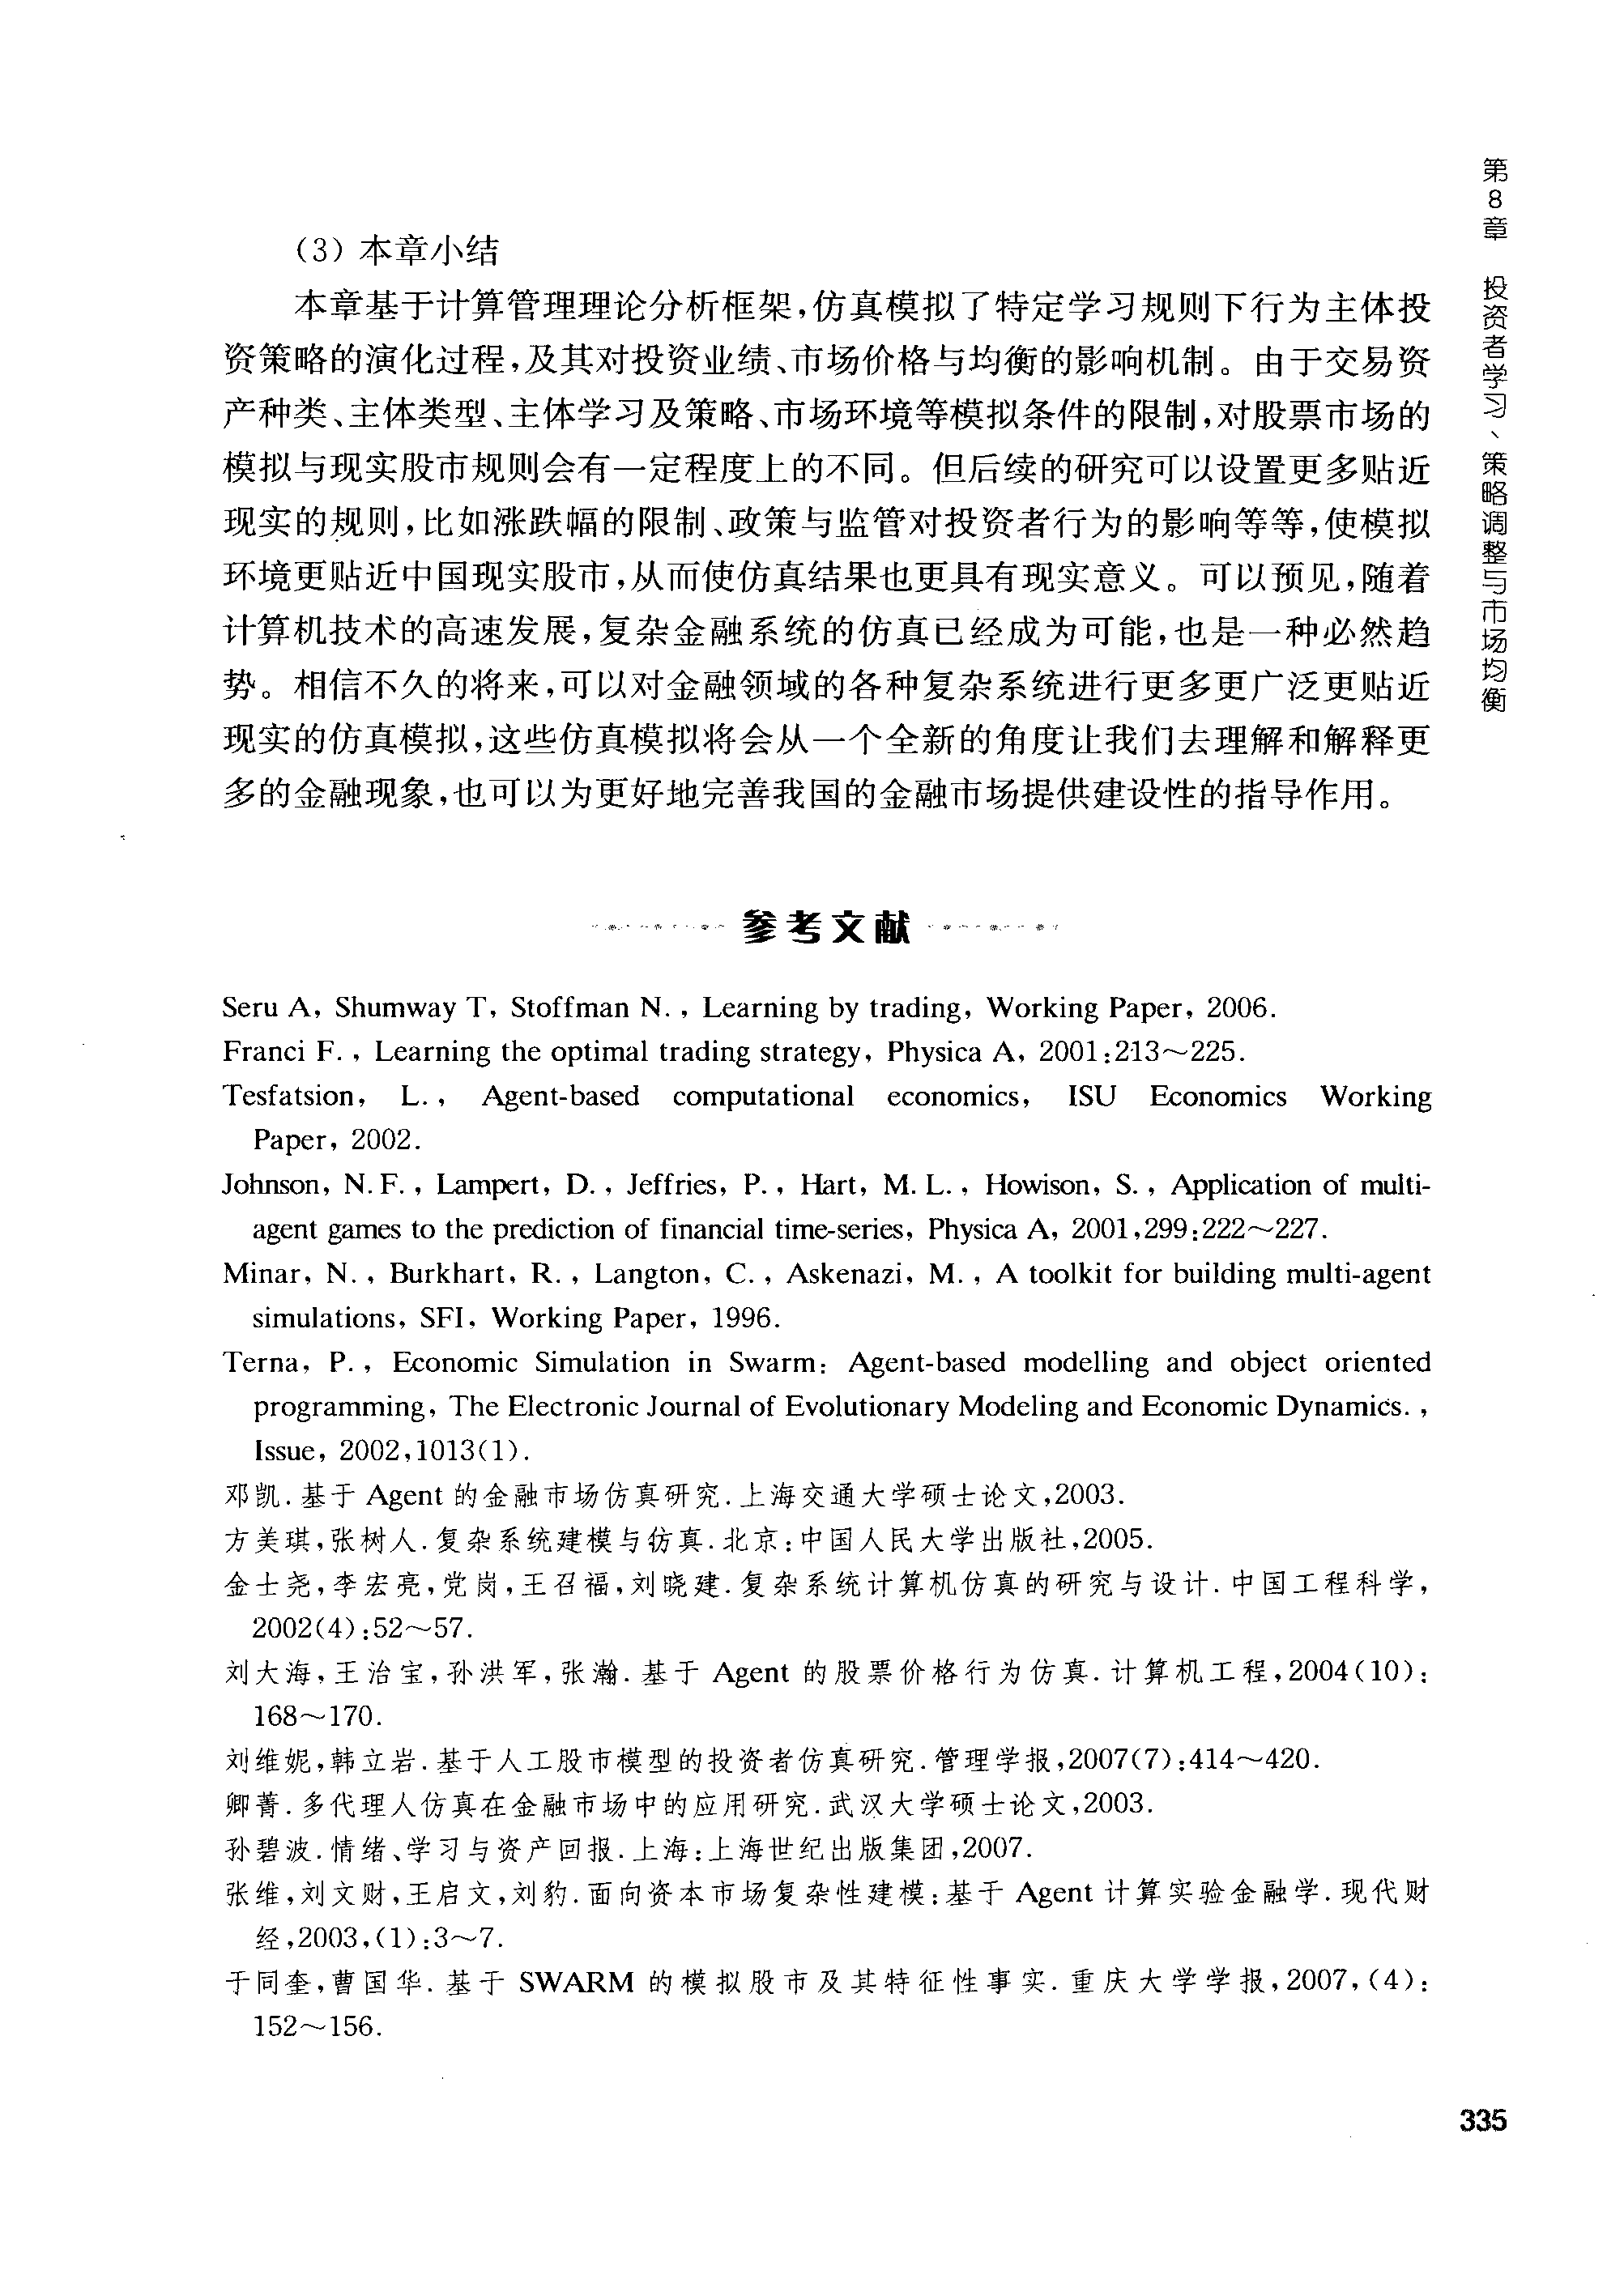 第8章 投资者学习、策略调整与市场均衡
(3) 本章小结
本章基于计算管理理论分析框架,仿真模拟了特定学习规则下行为主体投
资策略的演化过程,及其对投资业绩、市场价格与均衡的影响机制。由于交易资
产种类、主体类型、主体学习及策略、市场环境等模拟条件的限制,对股票市场的
模拟与现实股市规则会有一定程度上的不同。但后续的研究可以设置更多贴近
现实的规则,比如涨跌幅的限制、政策与监管对投资者行为的影响等等,使模拟
环境更贴近中国现实股市,从而使仿真结果也更具有现实意义。可以预见,随着
计算机技术的高速发展,复杂金融系统的仿真已经成为可能,也是一种必然趋
势。相信不久的将来,可以对金融领域的各种复杂系统进行更多更广泛更贴近
现实的仿真模拟,这些仿真模拟将会从一个全新的角度让我们去理解和解释更
多的金融现象,也可以为更好地完善我国的金融市场提供建设性的指导作用。
参考文献
Seru A, Shumway T, Stoffman N., Learning by trading, Working Paper, 2006.
Franci F., Learning the optimal trading strategy, Physica A, 2001:213～225.
Tesfatsion, L., Agent-based computational economics, ISU Economics Working
Paper, 2002.
Johnson, N.F., Lampert, D., Jeffries, P., Hart, M.L., Howison, S., Application of multi-
agent games to the prediction of financial time-series, Physica A, 2001,299:222～227.
Minar, N., Burkhart, R., Langton, C., Askenazi, M., A toolkit for building multi-agent
simulations, SFI, Working Paper, 1996.
Terna, P., Economic Simulation in Swarm: Agent-based modelling and object oriented
programming, The Electronic Journal of Evolutionary Modeling and Economic Dynamics.,
Issue, 2002,1013(1).
邓凯.基于 Agent 的金融市场仿真研究.上海交通大学硕士论文,2003.
方美琪,张树人.复杂系统建模与仿真.北京:中国人民大学出版社,2005.
金士尧,李宏亮,党岗,王召福,刘晓建.复杂系统计算机仿真的研究与设计.中国工程科学,
2002(4):52～57.
刘大海,王治宝,孙洪军,张瀚.基于 Agent 的股票价格行为仿真.计算机工程,2004(10):
168～170.
刘维妮,韩立岩.基于人工股市模型的投资者仿真研究.管理学报,2007(7):414～420.
卿菁.多代理人仿真在金融市场中的应用研究.武汉大学硕士论文,2003.
孙碧波.情绪、学习与资产回报.上海:上海世纪出版集团,2007.
张维,刘文财,王启文,刘豹.面向资本市场复杂性建模:基于 Agent 计算实验金融学.现代财
经,2003,(1):3～7.
于同奎,曹国华.基于 SWARM 的模拟股市及其特征性事实.重庆大学学报,2007,(4):
152～156.
335